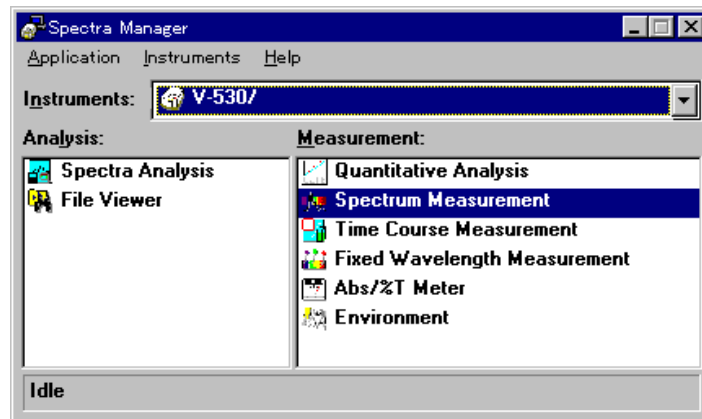 Spectra Manager
Application Instruments Help
Instruments: V-530/
Analysis: Measurement:
Spectra Analysis
File Viewer
Quantitative Analysis
Spectrum Measurement
Time Course Measurement
Fixed Wavelength Measurement
Abs/%T Meter
Environment
Idle